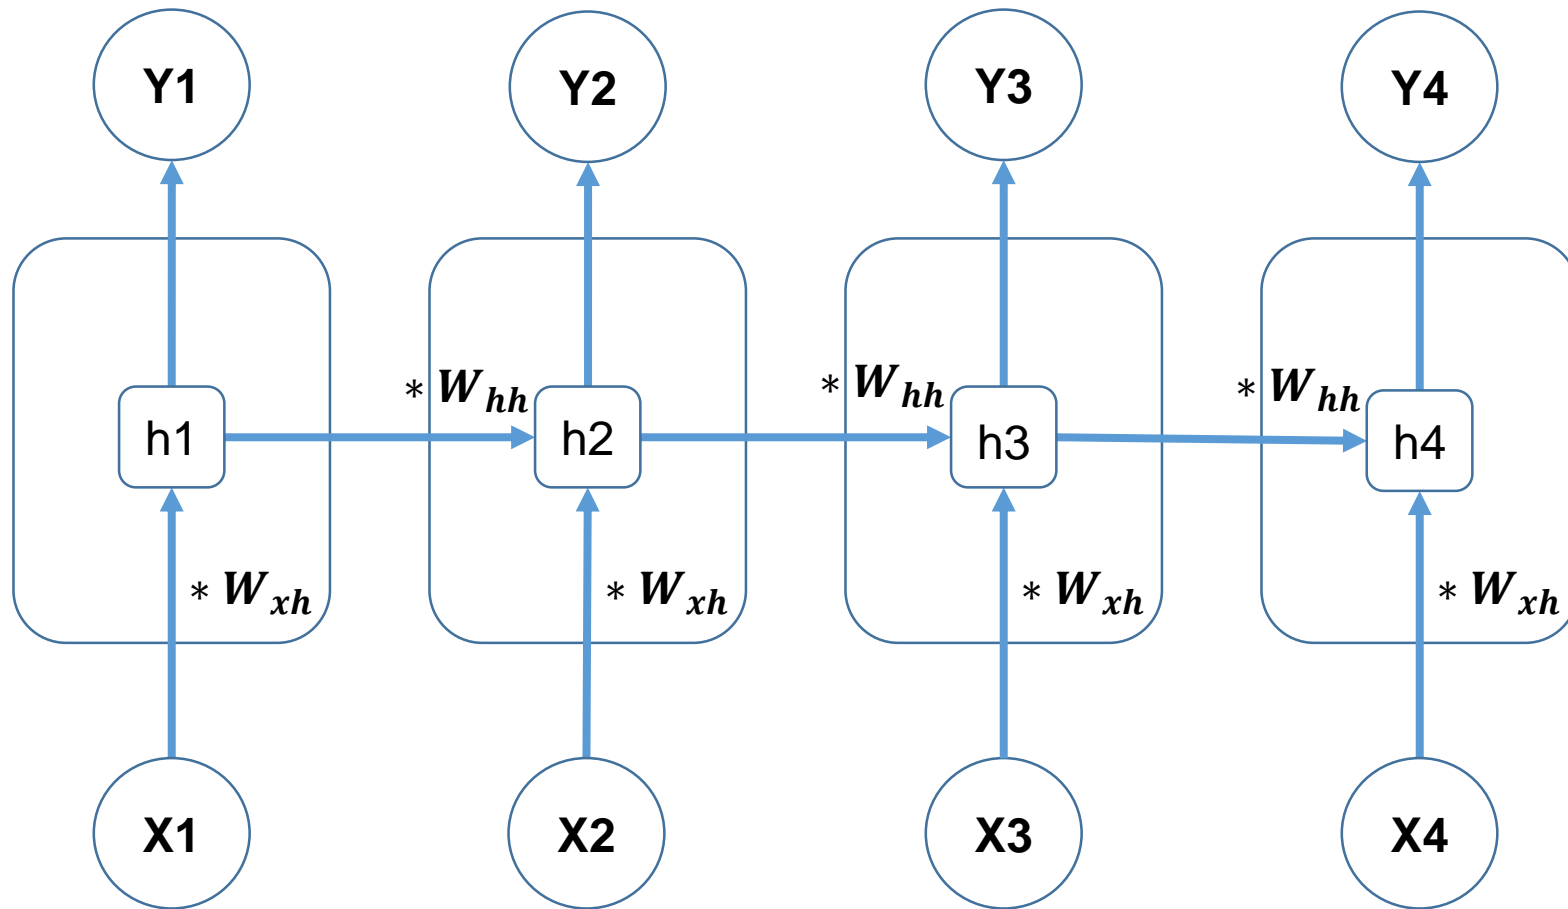 Y1 Y2 Y3 Y4
* W_hh * W_hh * W_hh
h1 h2 h3 h4
* W_xh * W_xh * W_xh * W_xh
X1 X2 X3 X4